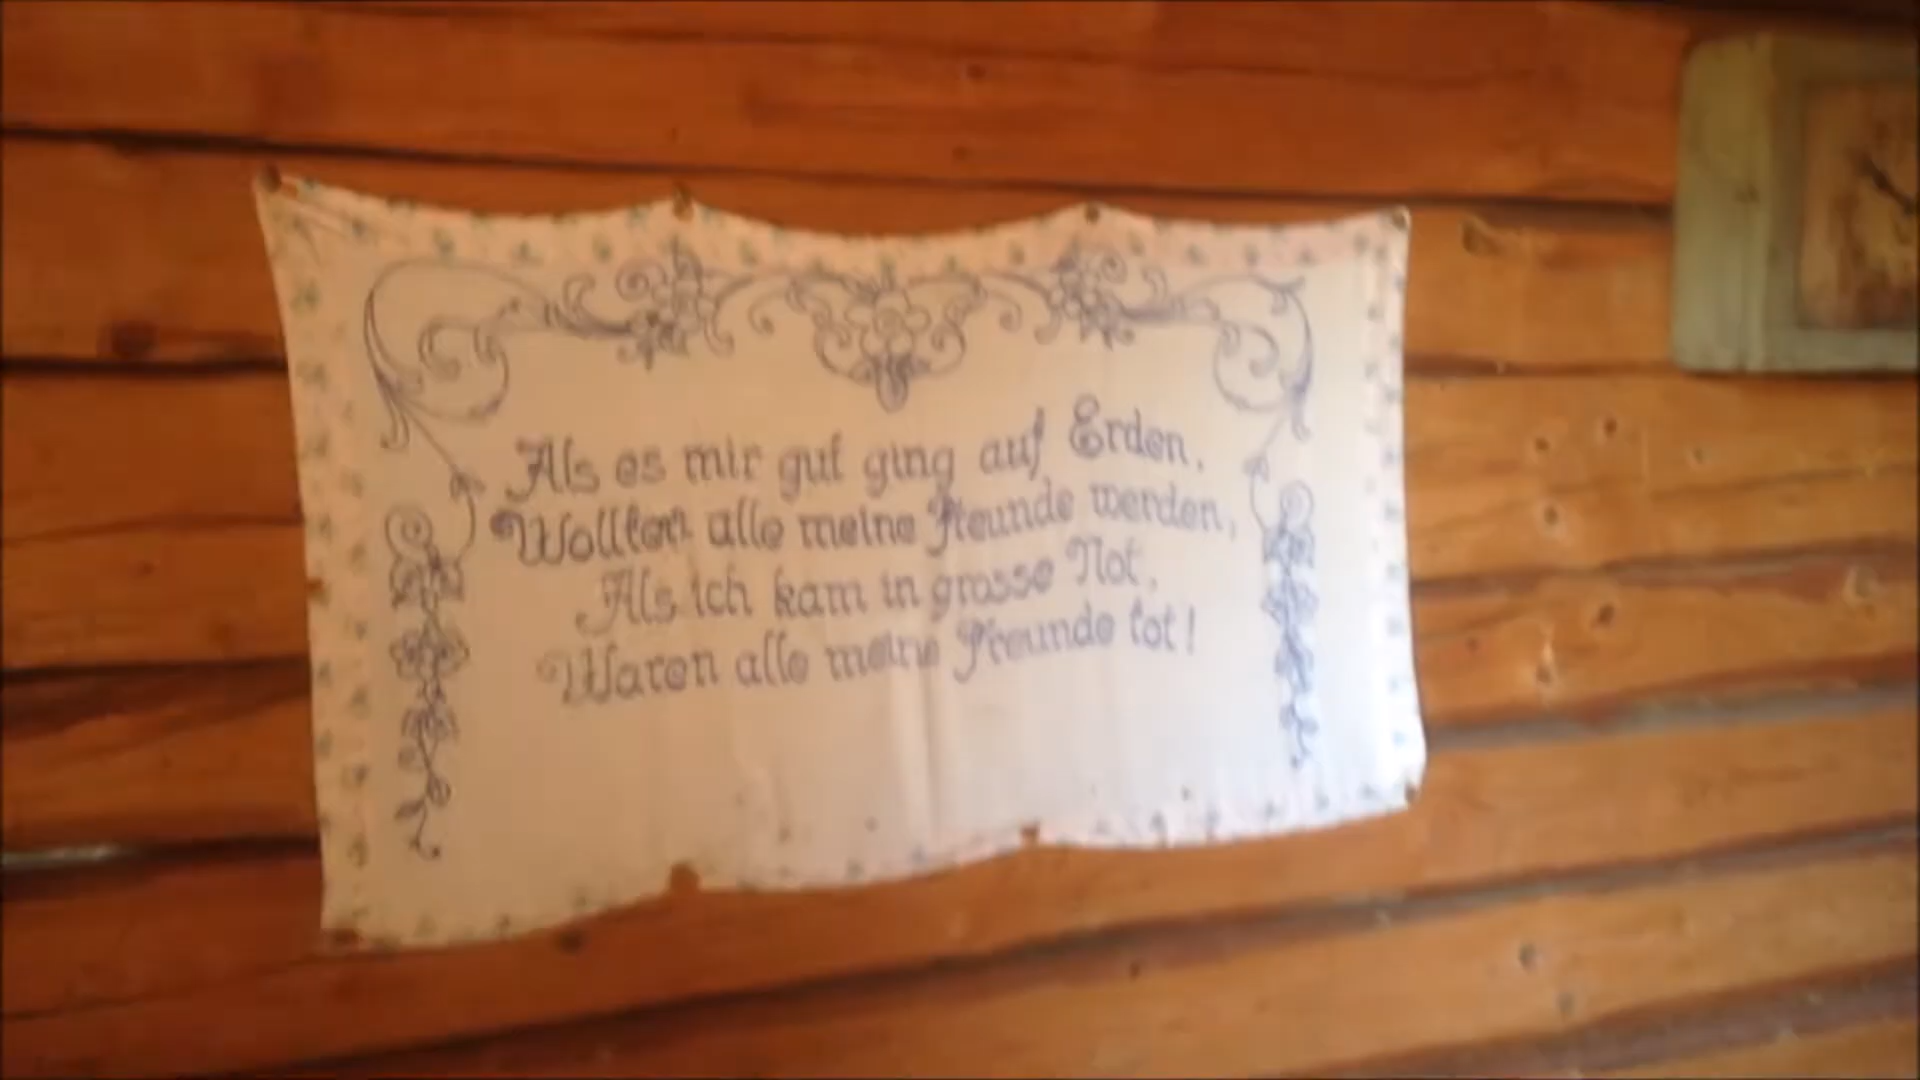 Als es mir gut ging auf Erden,
Wollten alle meine Freunde werden,
Als ich kam in grosse Not,
Waren alle meine Freunde tot!